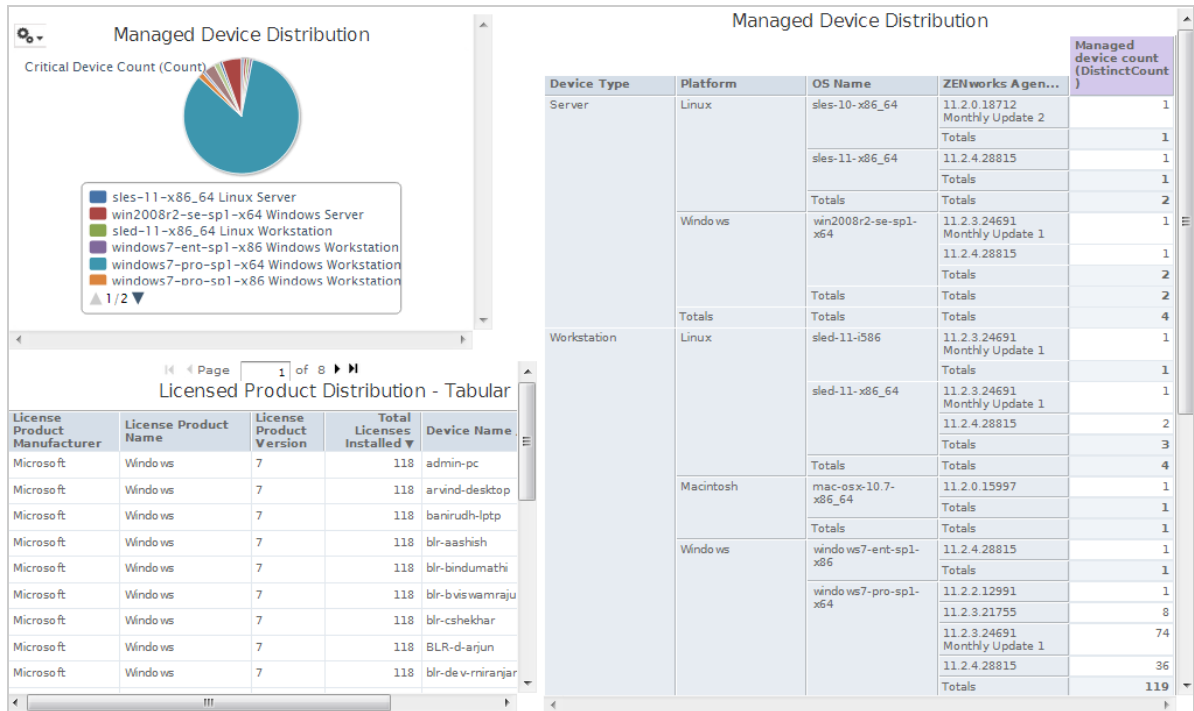 Managed Device Distribution
Critical Device Count (Count)
sles-11-x86_64 Linux Server
win2008r2-se-sp1-x64 Windows Server
sled-11-x86_64 Linux Workstation
windows7-ent-sp1-x86 Windows Workstation
windows7-pro-sp1-x64 Windows Workstation
windows7-pro-sp1-x86 Windows Workstation
1/2
Page 1 of 8
Licensed Product Distribution - Tabular
License Product Manufacturer License Product Name License Product Version Total Licenses Installed ▼ Device Name
Microsoft Windows 7 118 admin-pc
Microsoft Windows 7 118 arvind-desktop
Microsoft Windows 7 118 banirudh-lptp
Microsoft Windows 7 118 blr-aashish
Microsoft Windows 7 118 blr-bindumathi
Microsoft Windows 7 118 blr-bviswamraju
Microsoft Windows 7 118 blr-cshekhar
Microsoft Windows 7 118 BLR-d-arjun
Microsoft Windows 7 118 blr-dev-rniranjan
Managed Device Distribution
Device Type Platform OS Name ZENworks Agen... Managed device count (DistinctCount)
Server Linux sles-10-x86_64 11.2.0.18712 Monthly Update 2 1
Totals 1
sles-11-x86_64 11.2.4.28815 1
Totals 1
Totals Totals 2
Windows win2008r2-se-sp1-x64 11.2.3.24691 Monthly Update 1 1
11.2.4.28815 1
Totals 2
Totals Totals 2
Totals Totals Totals 4
Workstation Linux sled-11-i586 11.2.3.24691 Monthly Update 1 1
Totals 1
sled-11-x86_64 11.2.3.24691 Monthly Update 1 1
11.2.4.28815 2
Totals 3
Totals Totals 4
Macintosh mac-osx-10.7-x86_64 11.2.0.15997 1
Totals 1
Totals Totals 1
Windows windows7-ent-sp1-x86 11.2.4.28815 1
Totals 1
windows7-pro-sp1-x64 11.2.2.12991 1
11.2.3.21755 8
11.2.3.24691 Monthly Update 1 74
11.2.4.28815 36
Totals 119